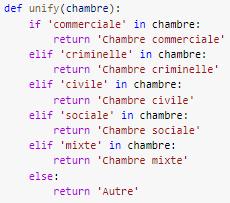 def unify(chambre):
    if 'commerciale' in chambre:
        return 'Chambre commerciale'
    elif 'criminelle' in chambre:
        return 'Chambre criminelle'
    elif 'civile' in chambre:
        return 'Chambre civile'
    elif 'sociale' in chambre:
        return 'Chambre sociale'
    elif 'mixte' in chambre:
        return 'Chambre mixte'
    else:
        return 'Autre'